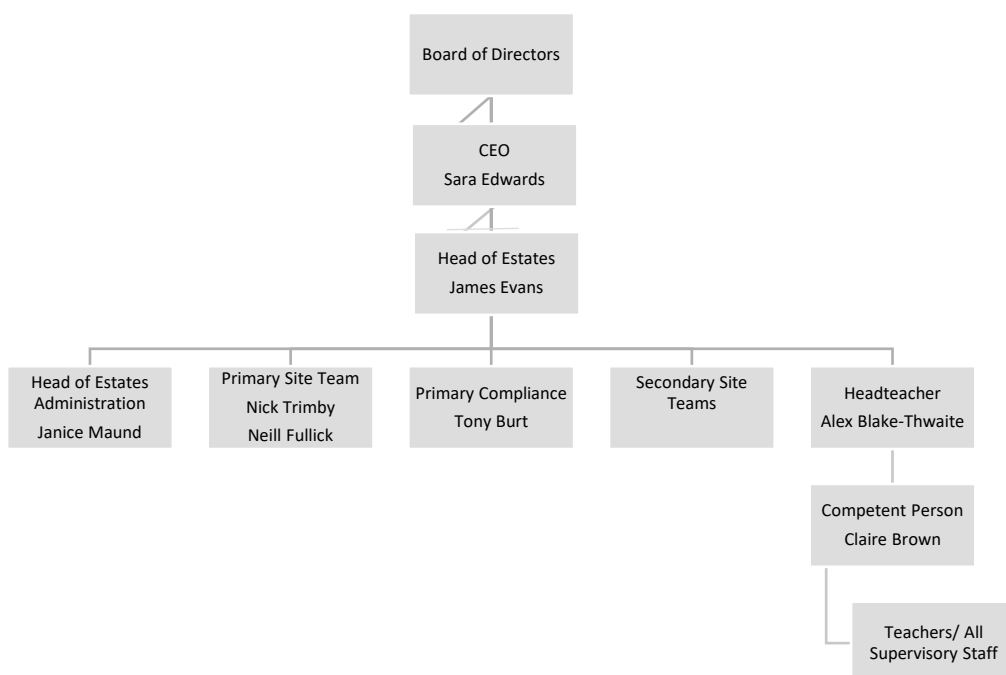 Board of Directors
CEO
Sara Edwards
Head of Estates
James Evans
Head of Estates
Administration
Janice Maund
Primary Site Team
Nick Trimby
Neill Fullick
Primary Compliance
Tony Burt
Secondary Site
Teams
Headteacher
Alex Blake-Thwaite
Competent Person
Claire Brown
Teachers/ All
Supervisory Staff